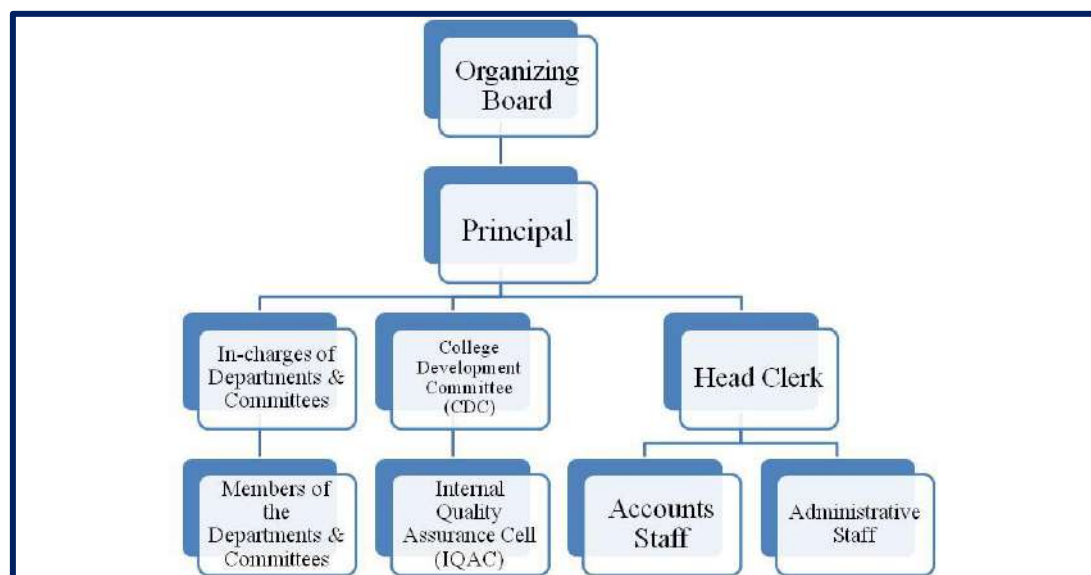 Organizing
Board
Principal
In-charges of
Departments &
Committees
College
Development
Committee
(CDC)
Head Clerk
Members of
the
Departments &
Committees
Internal
Quality
Assurance Cell
(IQAC)
Accounts
Staff
Administrative
Staff